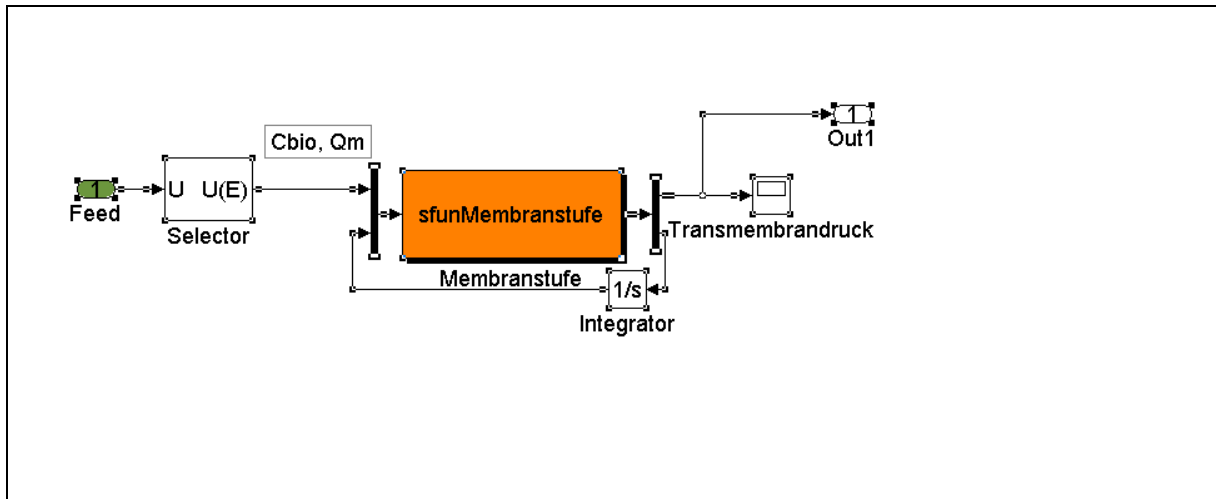 1
Out1
Cbio, Qm
1
U U(E)
Feed
Selector
sfunMembranstufe
Transmembrandruck
Membranstufe
1/s
Integrator